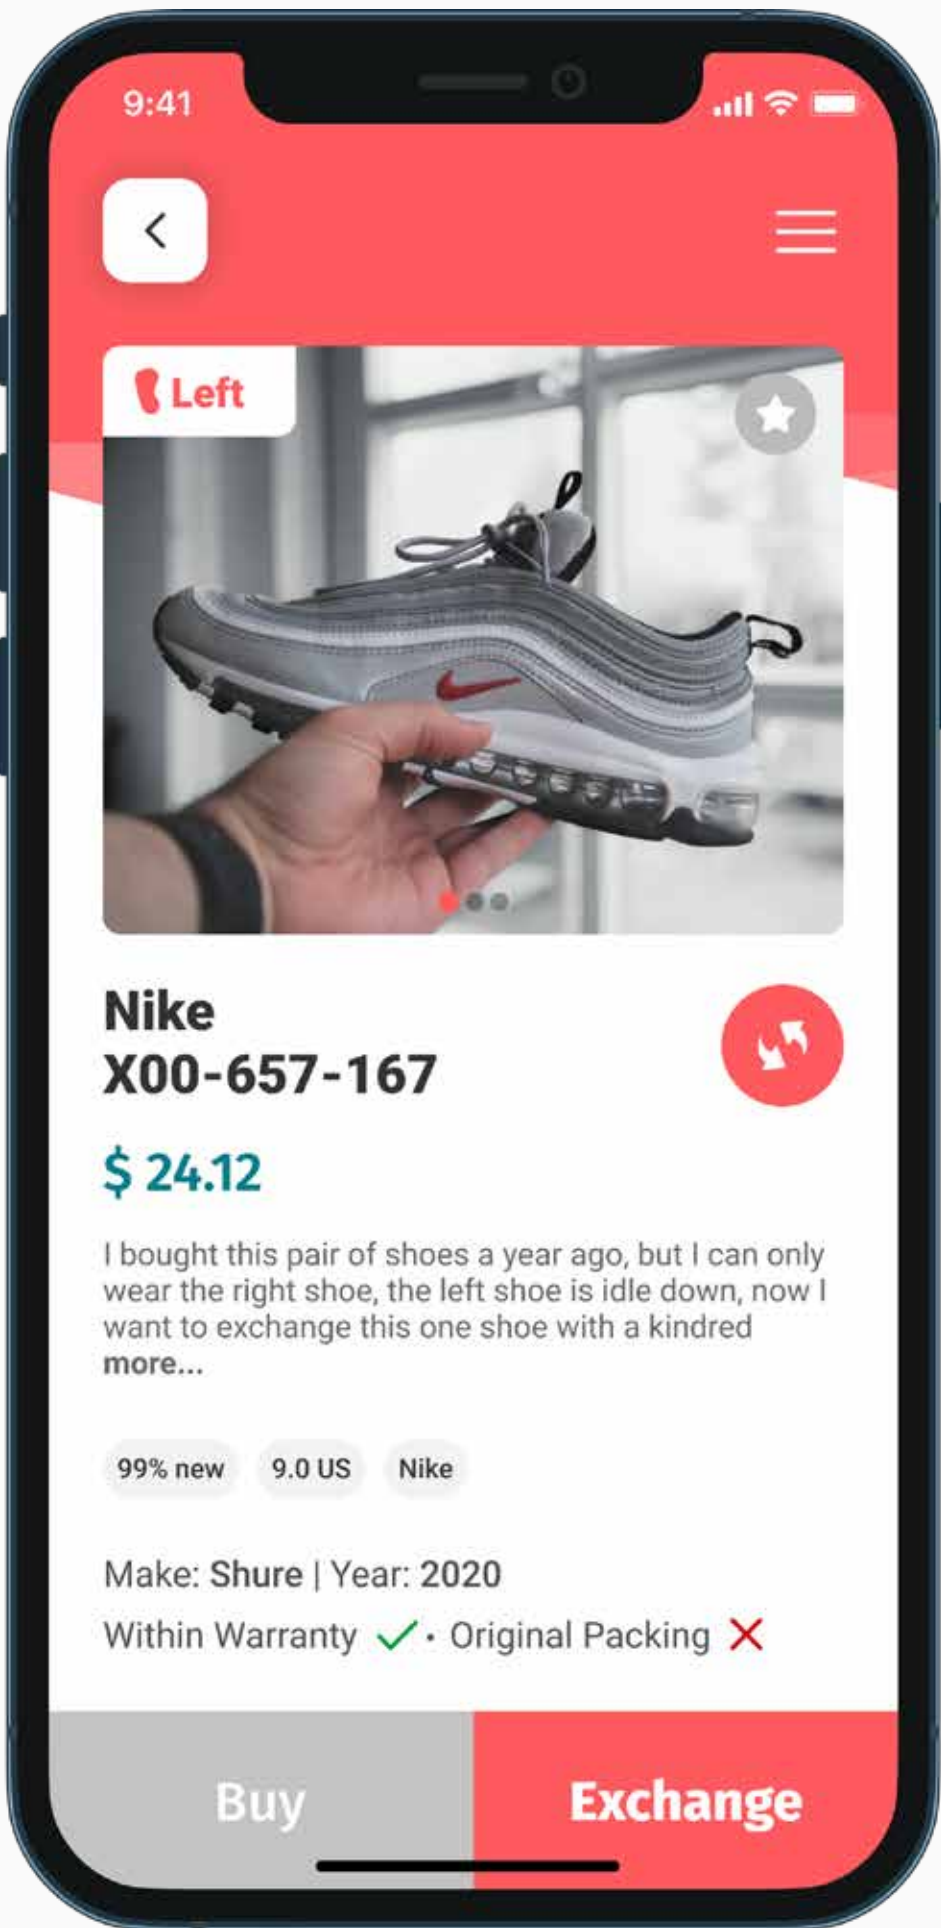 9:41
Left
Nike
X00-657-167
$ 24.12
I bought this pair of shoes a year ago, but I can only
wear the right shoe, the left shoe is idle down, now I
want to exchange this one shoe with a kindred
more...
99% new 9.0 US Nike
Make: Shure | Year: 2020
Within Warranty ✓ · Original Packing ✗
Buy Exchange